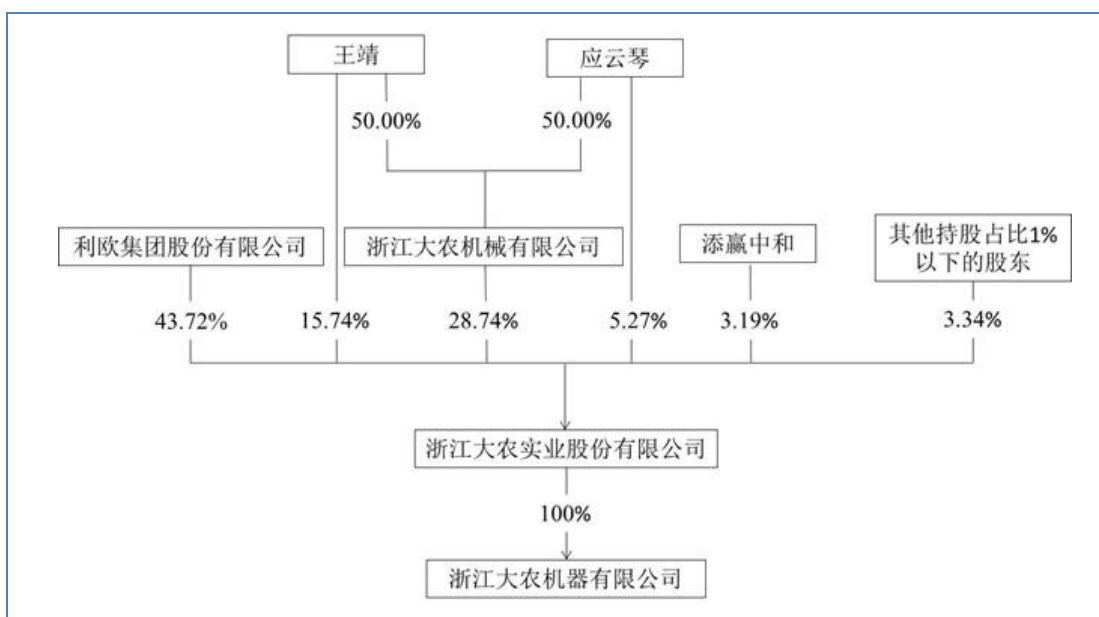 王靖
应云琴
50.00%
50.00%
利欧集团股份有限公司
浙江大农机械有限公司
添赢中和
其他持股占比1%
以下的股东
43.72%
15.74%
28.74%
5.27%
3.19%
3.34%
浙江大农实业股份有限公司
100%
浙江大农机器有限公司